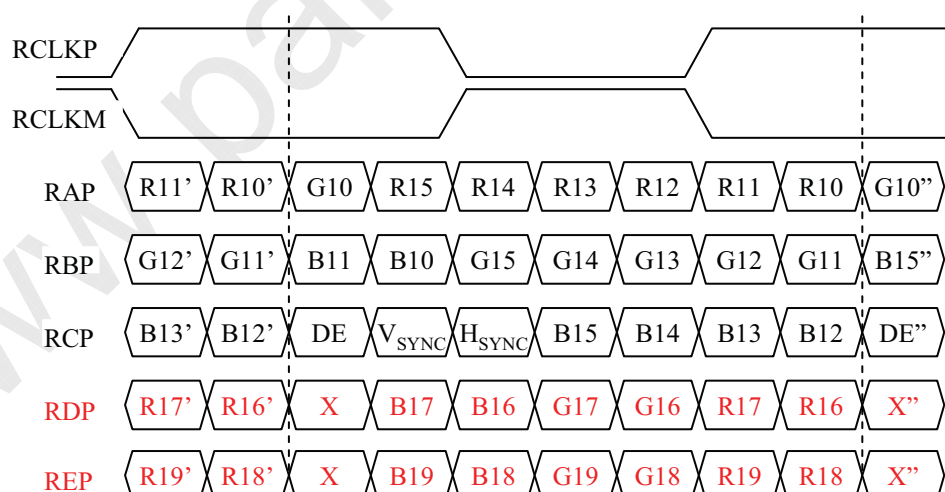 RCLKP
RCLKM
RAP R11’ R10’ G10 R15 R14 R13 R12 R11 R10 G10”
RBP G12’ G11’ B11 B10 G15 G14 G13 G12 G11 B15”
RCP B13’ B12’ DE VSYNC HSYNC B15 B14 B13 B12 DE”
RDP R17’ R16’ X B17 B16 G17 G16 R17 R16 X”
REP R19’ R18’ X B19 B18 G19 G18 R19 R18 X”